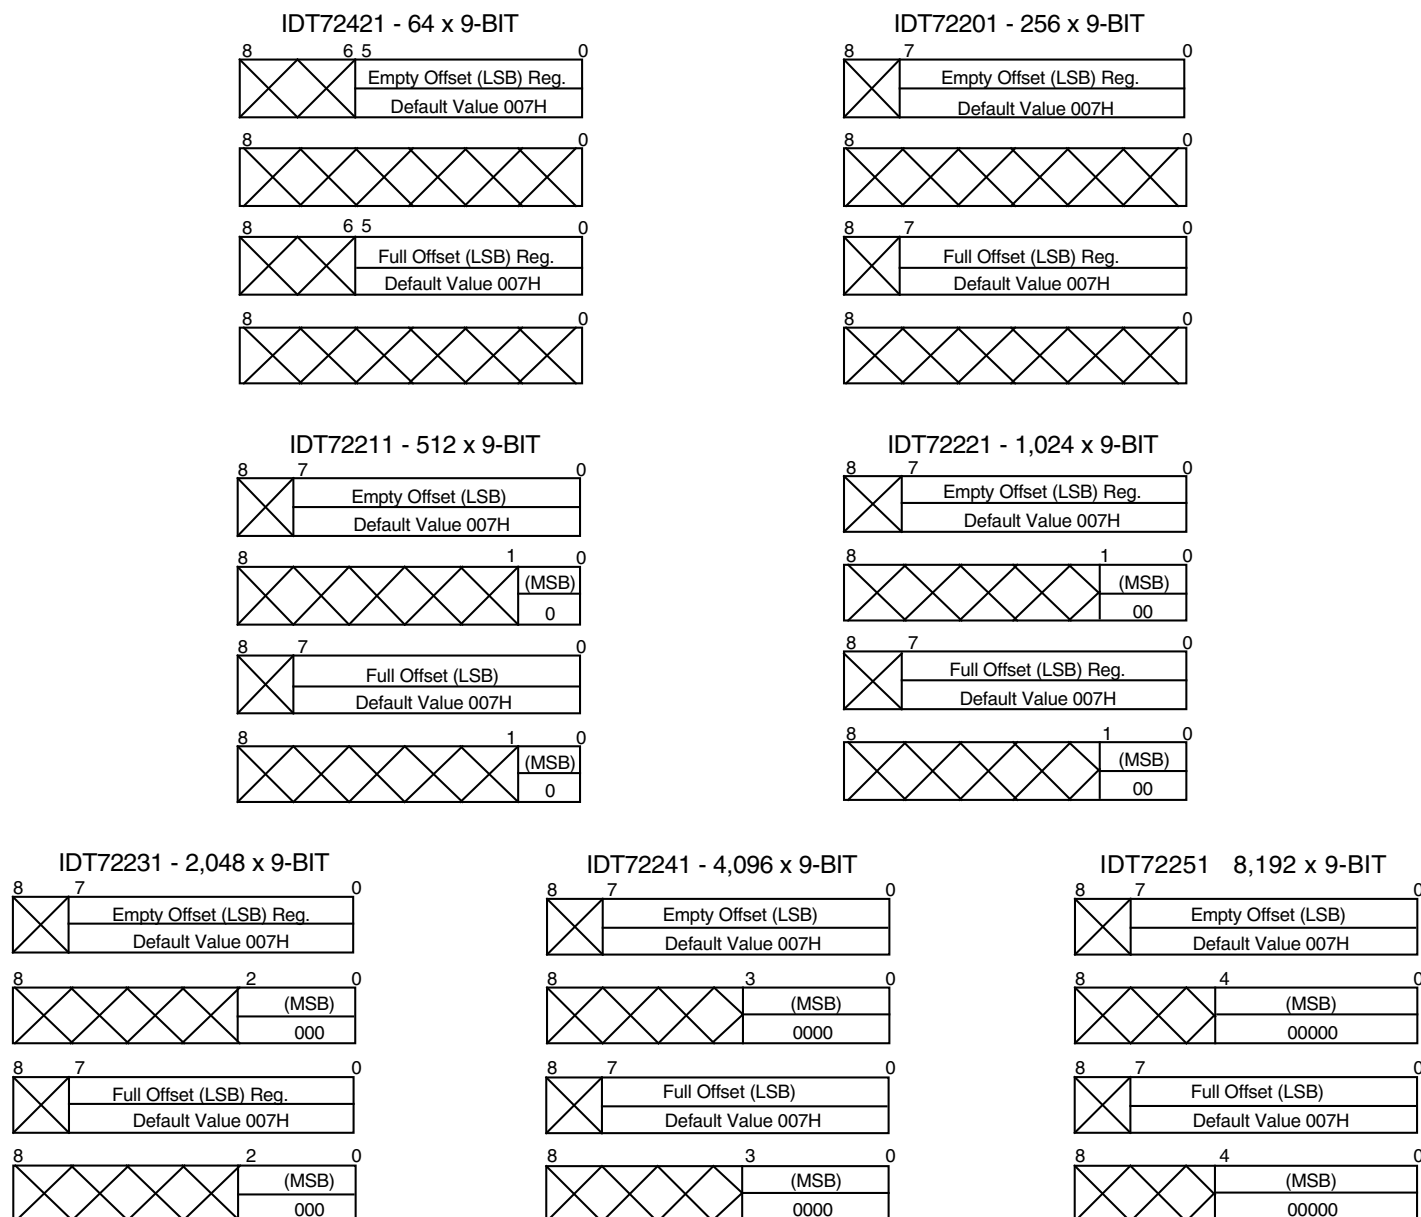 IDT72421 - 64 x 9-BIT
8 6 5 0
Empty Offset (LSB) Reg.
Default Value 007H
8 0
8 6 5 0
Full Offset (LSB) Reg.
Default Value 007H
8 0
IDT72201 - 256 x 9-BIT
8 7 0
Empty Offset (LSB) Reg.
Default Value 007H
8 0
8 7 0
Full Offset (LSB) Reg.
Default Value 007H
8 0
IDT72211 - 512 x 9-BIT
8 7 0
Empty Offset (LSB)
Default Value 007H
8 1 0
(MSB)
0
8 7 0
Full Offset (LSB)
Default Value 007H
8 1 0
(MSB)
0
IDT72221 - 1,024 x 9-BIT
8 7 0
Empty Offset (LSB) Reg.
Default Value 007H
8 1 0
(MSB)
00
8 7 0
Full Offset (LSB) Reg.
Default Value 007H
8 1 0
(MSB)
00
IDT72231 - 2,048 x 9-BIT
8 7 0
Empty Offset (LSB) Reg.
Default Value 007H
8 2 0
(MSB)
000
8 7 0
Full Offset (LSB) Reg.
Default Value 007H
8 2 0
(MSB)
000
IDT72241 - 4,096 x 9-BIT
8 7 0
Empty Offset (LSB)
Default Value 007H
8 3 0
(MSB)
0000
8 7 0
Full Offset (LSB)
Default Value 007H
8 3 0
(MSB)
0000
IDT72251 8,192 x 9-BIT
8 7 0
Empty Offset (LSB)
Default Value 007H
8 4 0
(MSB)
00000
8 7 0
Full Offset (LSB)
Default Value 007H
8 4 0
(MSB)
00000